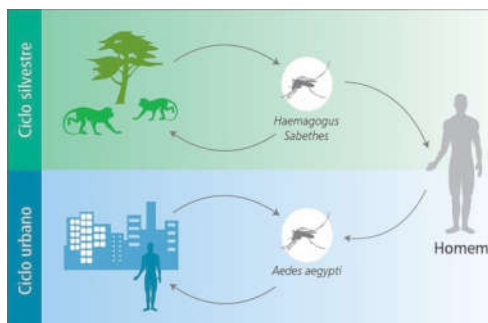 Ciclo silvestre
Haemagogus
Sabethes
Ciclo urbano
Aedes aegypti
Homem